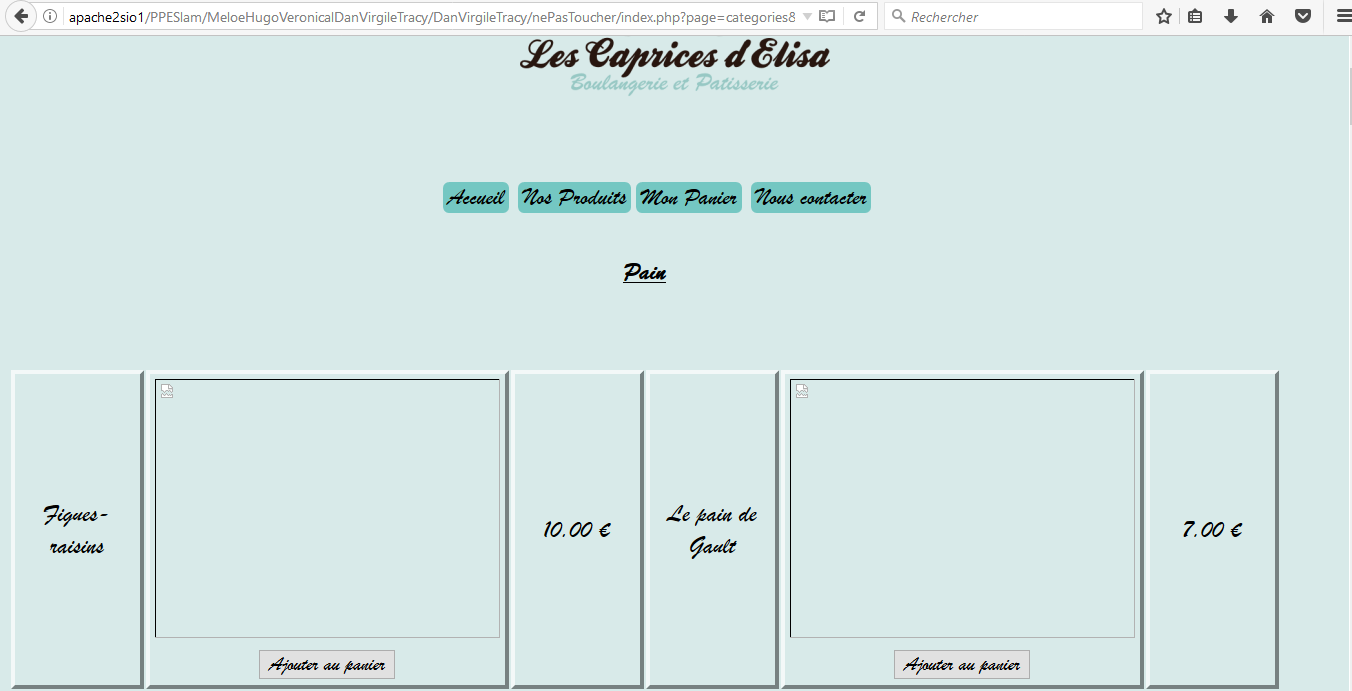 apache2sio1/PPESlam/MeloeHugoVeronicalDanVirgileTracy/DanVirgileTracy/nePasToucher/index.php?page=categories8
Rechercher
Les Caprices d'Elisa
Boulangerie et Patisserie
Accueil Nos Produits Mon Panier Nous contacter
Pain
Figues-
raisins
Ajouter au panier
10.00 €
Le pain de
Gault
Ajouter au panier
7.00 €